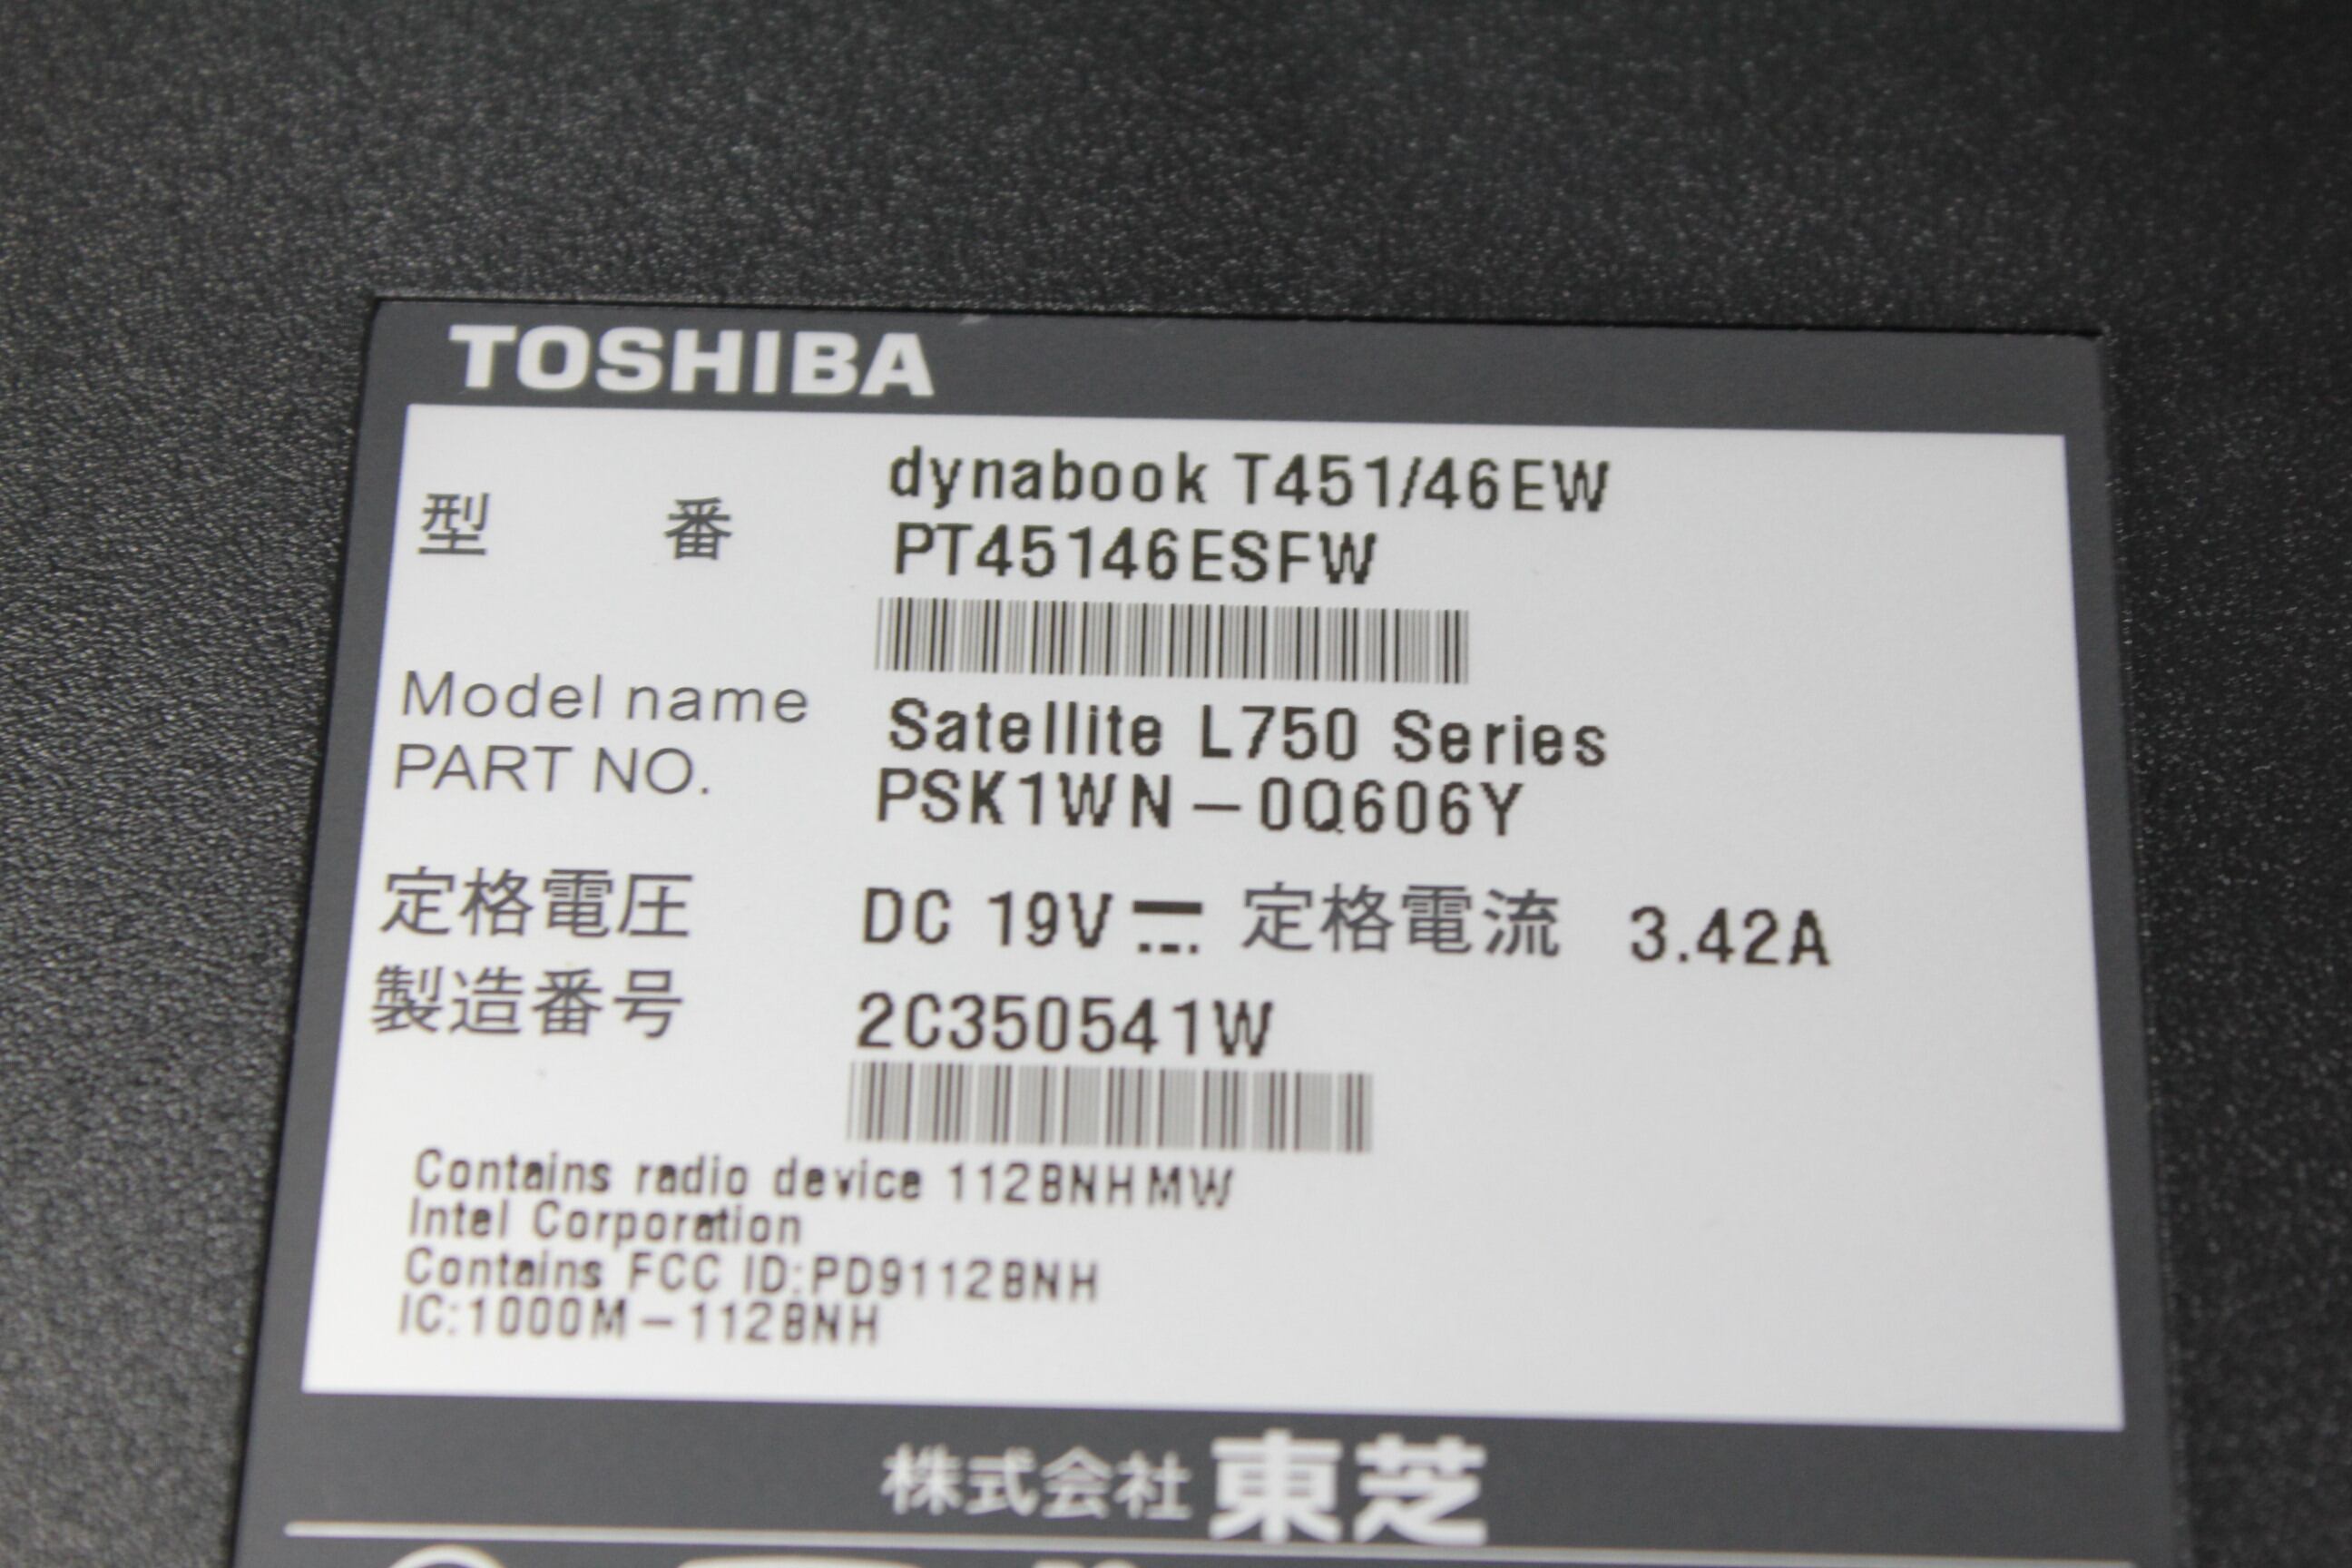 TOSHIBA
型 番 dynabook T451/46EW
PT45146ESFW
Model name Satellite L750 Series
PART NO. PSK1WN-0Q606Y
定格電圧 DC 19V 定格電流 3.42A
製造番号 2C350541W
Contains radio device 112BNHMW
Intel Corporation
Contains FCC ID:PD9112BNH
IC:1000M-112BNH
株式会社 東芝